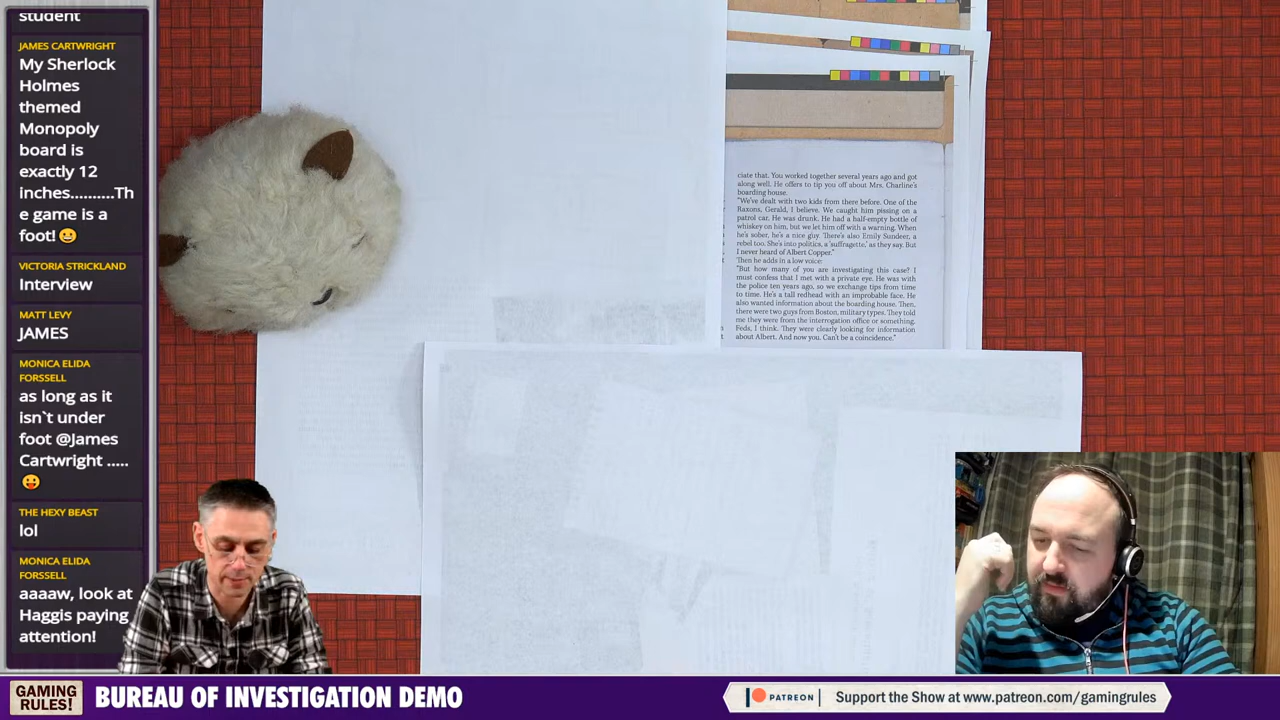 student
JAMES CARTWRIGHT
My Sherlock
Holmes
themed
Monopoly
board is
exactly 12
inches..........Th
e game is a
foot!😀
VICTORIA STRICKLAND
Interview
MATT LEVY
JAMES
MONICA ELIDA
FORSSELL
as long as it
isn`t under
foot @James
Cartwright .....
😛
THE HEXY BEAST
lol
MONICA ELIDA
FORSSELL
aaaaw, look at
Haggis paying
attention!
ciate that. You worked together several years ago and got
along well. He offers to tip you off about Mrs. Charline's
boarding house.
"We've dealt with two kids from there before. One of the
Raxons, Gerald, I believe. We caught him pissing on a
patrol car. He was drunk. He had a half-empty bottle of
whiskey on him, but we let him off with a warning. When
he's sober, he's a nice guy. There's also Emily Sundeer, a
rebel too. She's into politics, a 'suffragette,' as they say. But
I never heard of Albert Copper."
Then he adds in a low voice:
"But how many of you are investigating this case? I
must confess that I met with a private eye. He was with
the police ten years ago, so we exchange tips from time
to time. He's a tall redhead with an improbable face. He
also wanted information about the boarding house. Then,
there were two guys from Boston, military types. They told
me they were from the interrogation office or something.
Feds, I think. They were clearly looking for information
about Albert. And now you. Can't be a coincidence."
GAMING
RULES!
BUREAU OF INVESTIGATION DEMO
PATREON
Support the Show at www.patreon.com/gamingrules